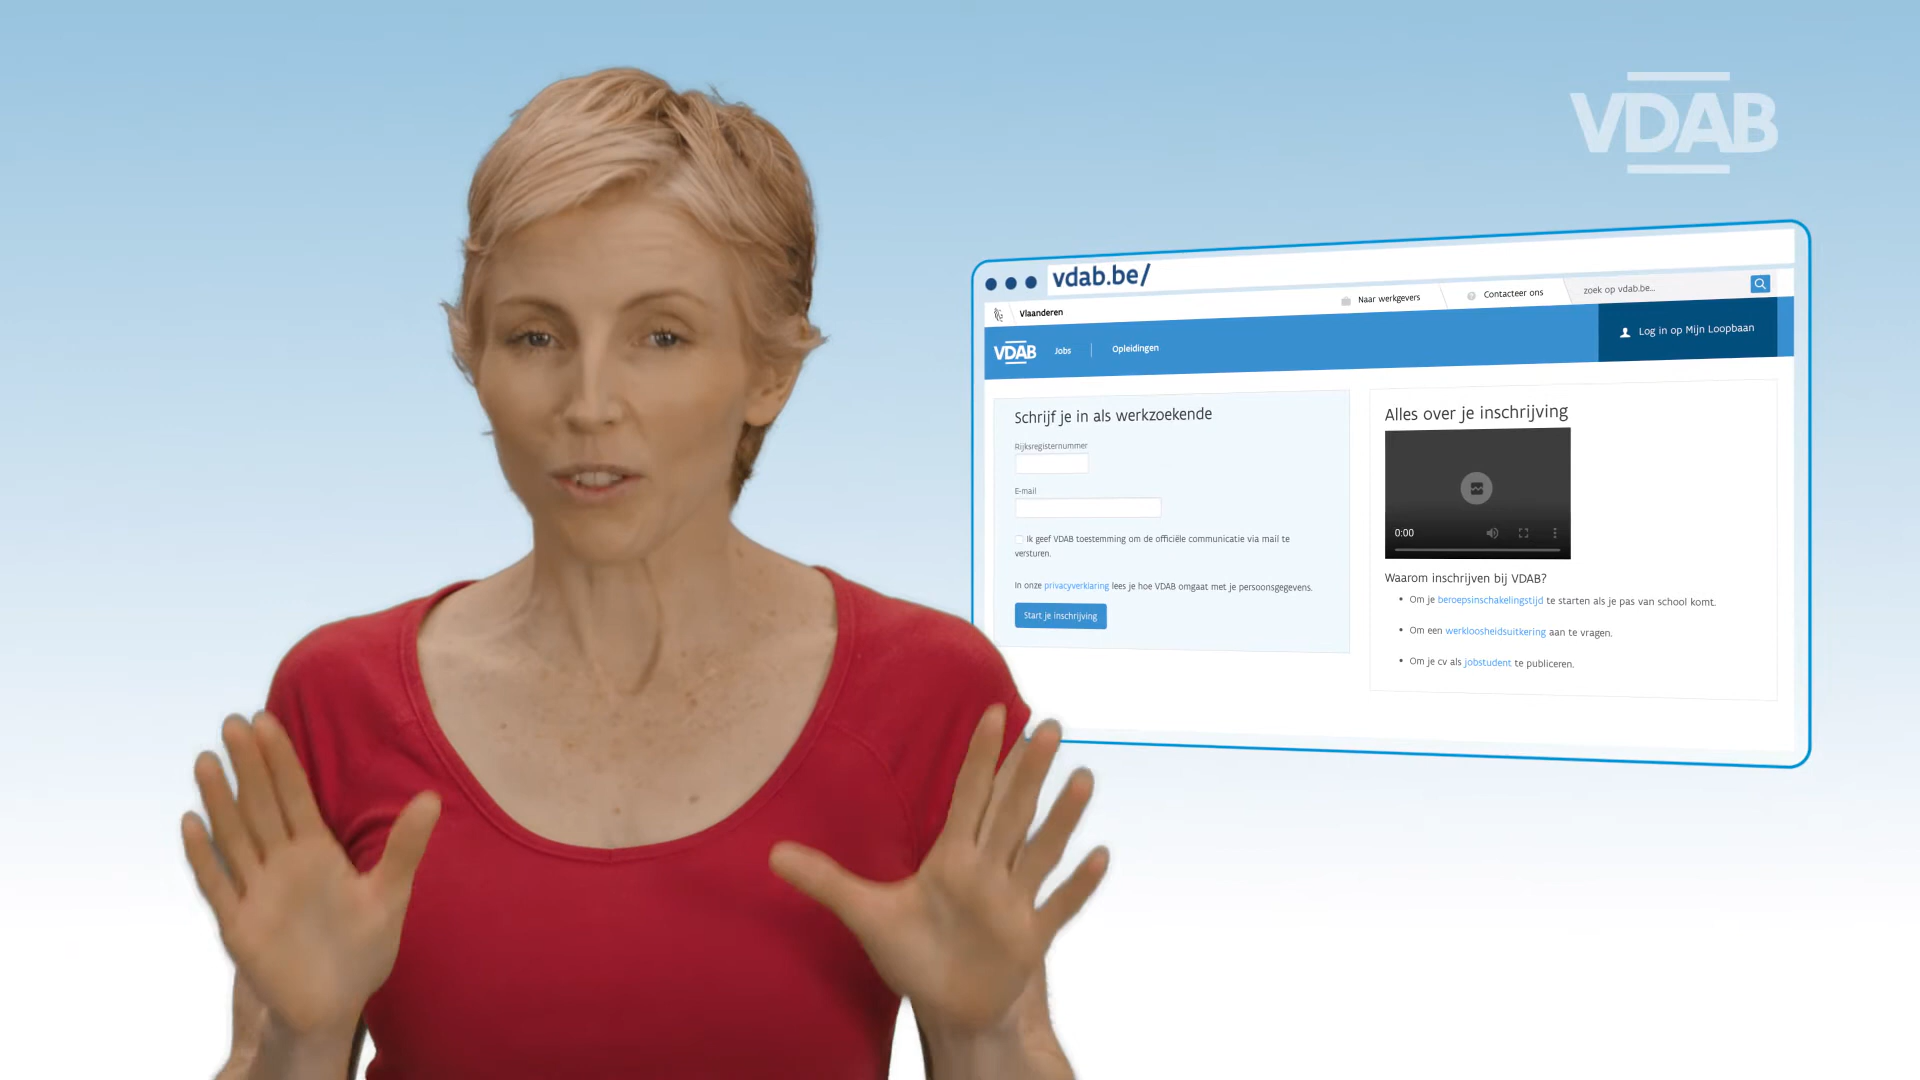 VDAB
vdab.be/
Vlaanderen
Naar werkgevers
Contacteer ons
zoek op vdab.be...
VDAB
Jobs
Opleidingen
Log in op Mijn Loopbaan
Schrijf je in als werkzoekende
Rijksregisternummer
E-mail
Ik geef VDAB toestemming om de officiële communicatie via mail te
versturen.
In onze privacyverklaring lees je hoe VDAB omgaat met je persoonsgegevens.
Start je inschrijving
Alles over je inschrijving
0:00
Waarom inschrijven bij VDAB?
• Om je beroepsinschakelingstijd te starten als je pas van school komt.
• Om een werkloosheidsuitkering aan te vragen.
• Om je cv als jobstudent te publiceren.